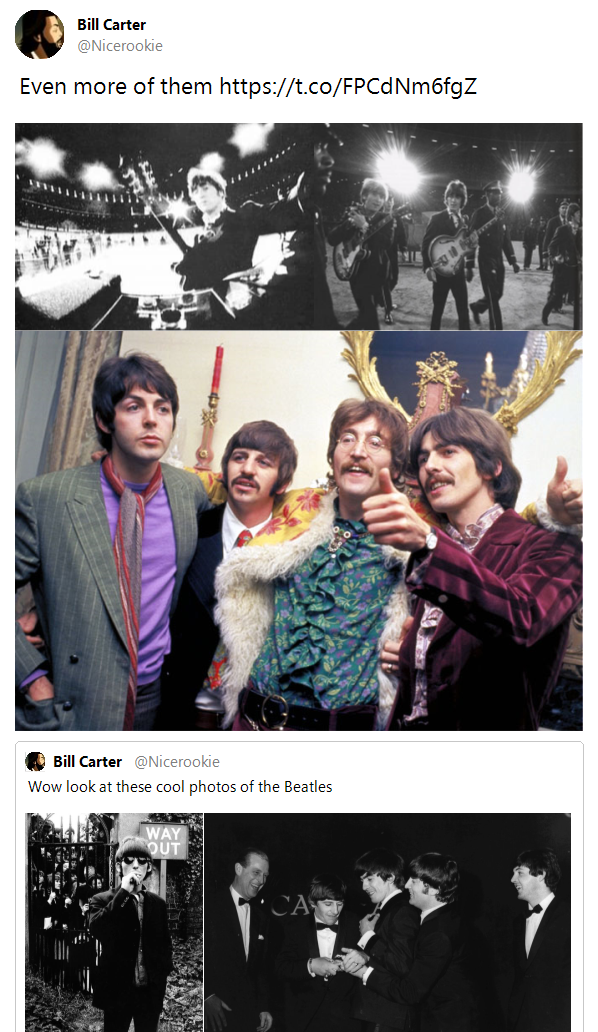 Bill Carter
@Nicerookie
Even more of them https://t.co/FPCdNm6fgZ
Bill Carter @Nicerookie
Wow look at these cool photos of the Beatles
WAY
OUT
CA